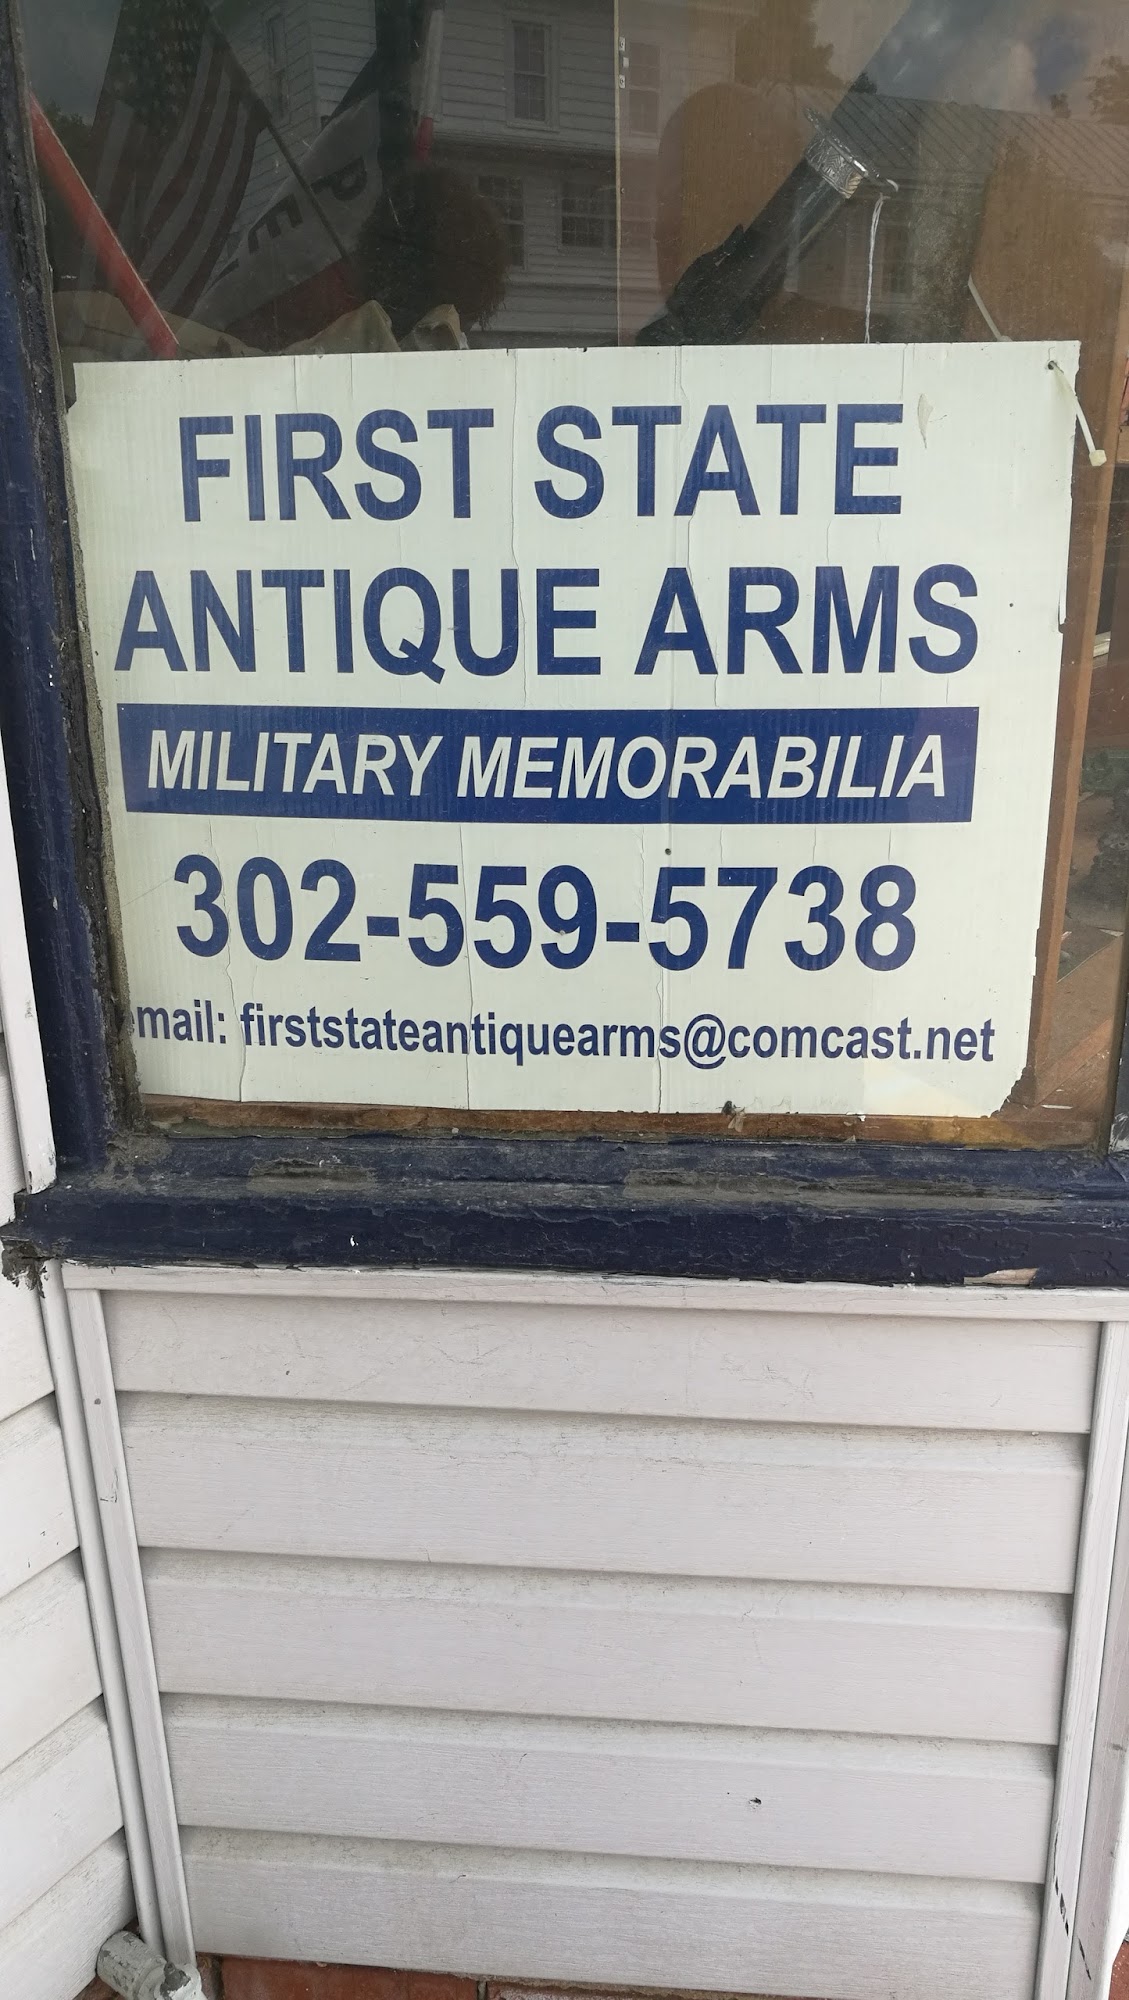 FIRST STATE
ANTIQUE ARMS
MILITARY MEMORABILIA
302-559-5738
mail: firststateantiquearms@comcast.net